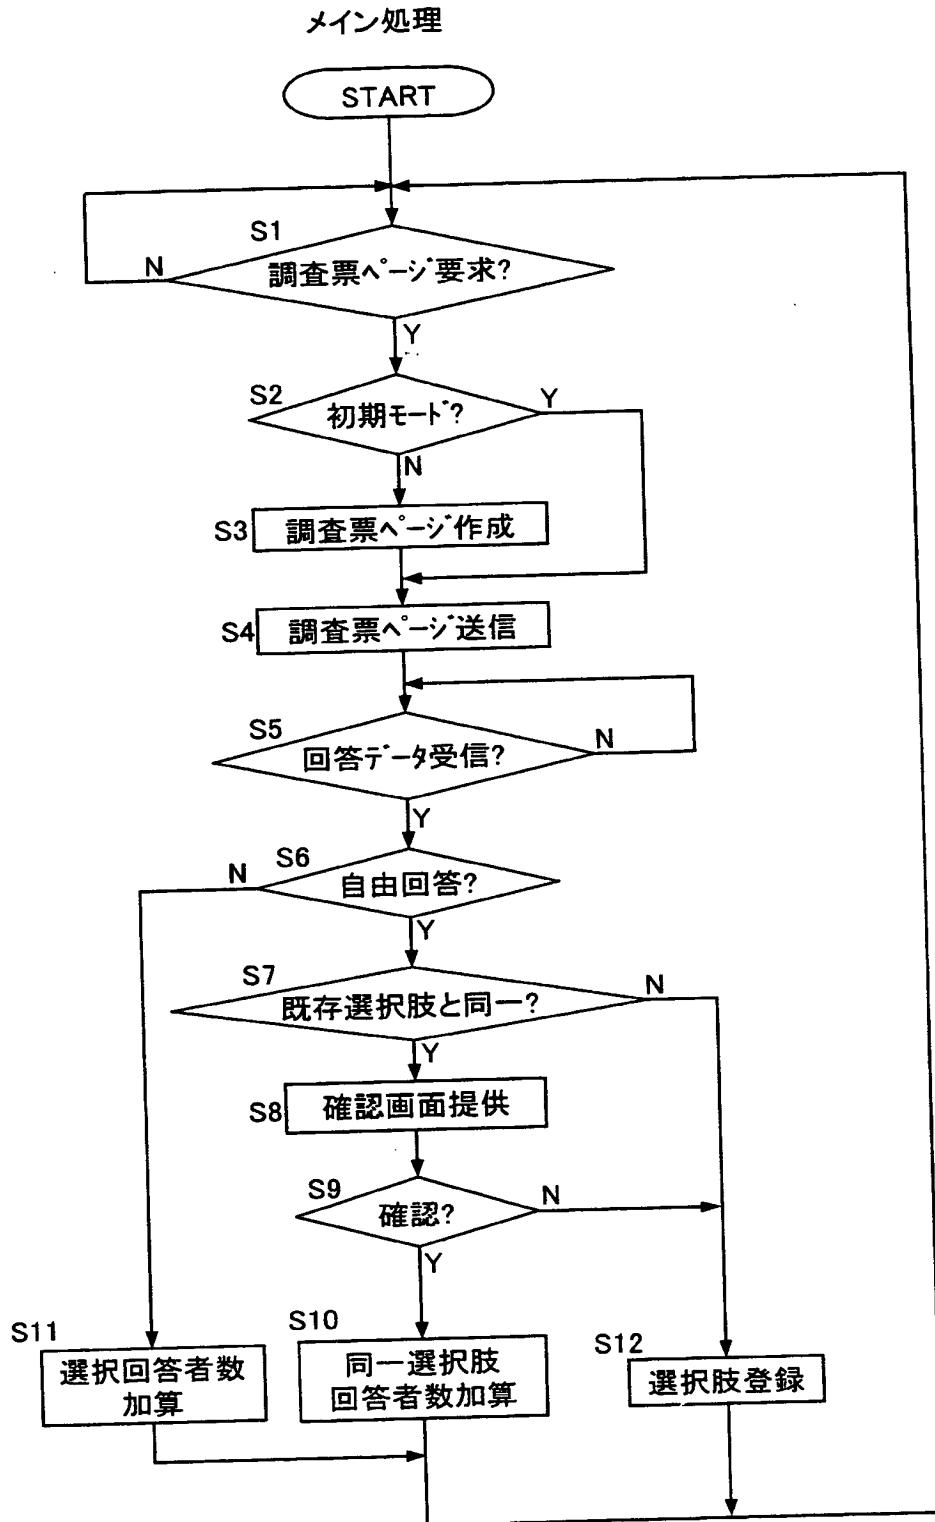 メイン処理
START
S1
N
調査票ページ要求?
Y
S2
初期モード?
Y
N
S3
調査票ページ作成
S4
調査票ページ送信
S5
回答データ受信?
N
Y
S6
N
自由回答?
Y
S7
既存選択肢と同一?
N
Y
S8
確認画面提供
S9
確認?
N
Y
S11
選択回答者数
加算
S10
同一選択肢
回答者数加算
S12
選択肢登録